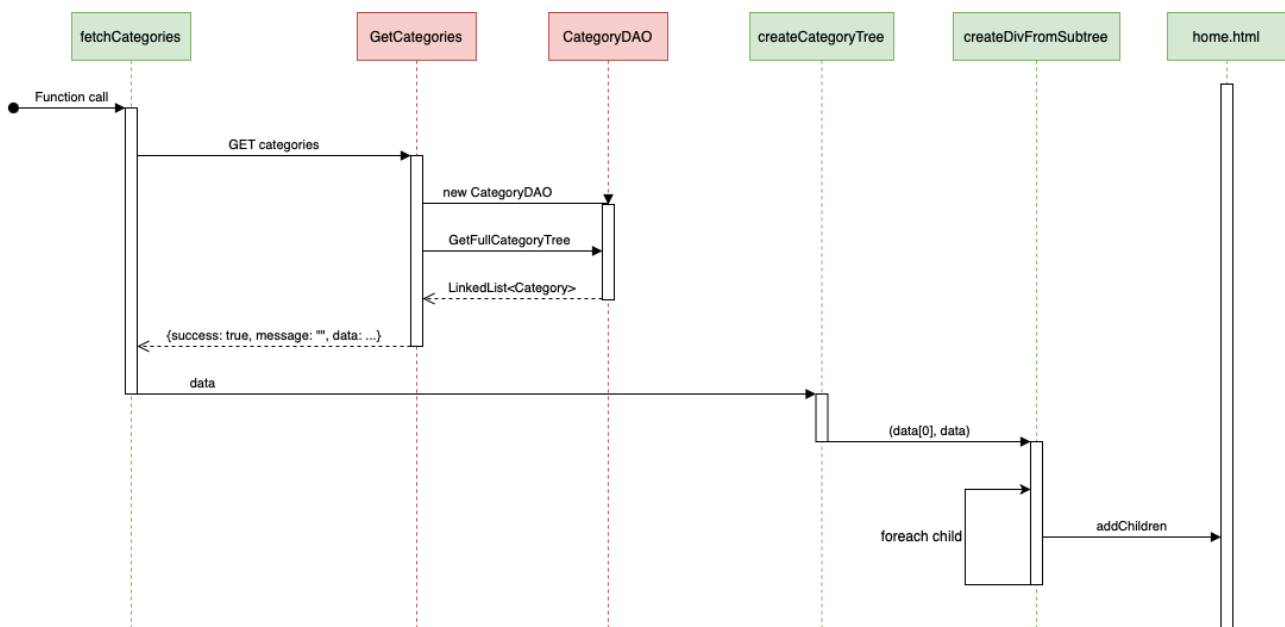 fetchCategories
GetCategories
CategoryDAO
createCategoryTree
createDivFromSubtree
home.html
Function call
GET categories
new CategoryDAO
GetFullCategoryTree
LinkedList<Category>
{success: true, message: "", data: ...}
data
(data[0], data)
foreach child
addChildren